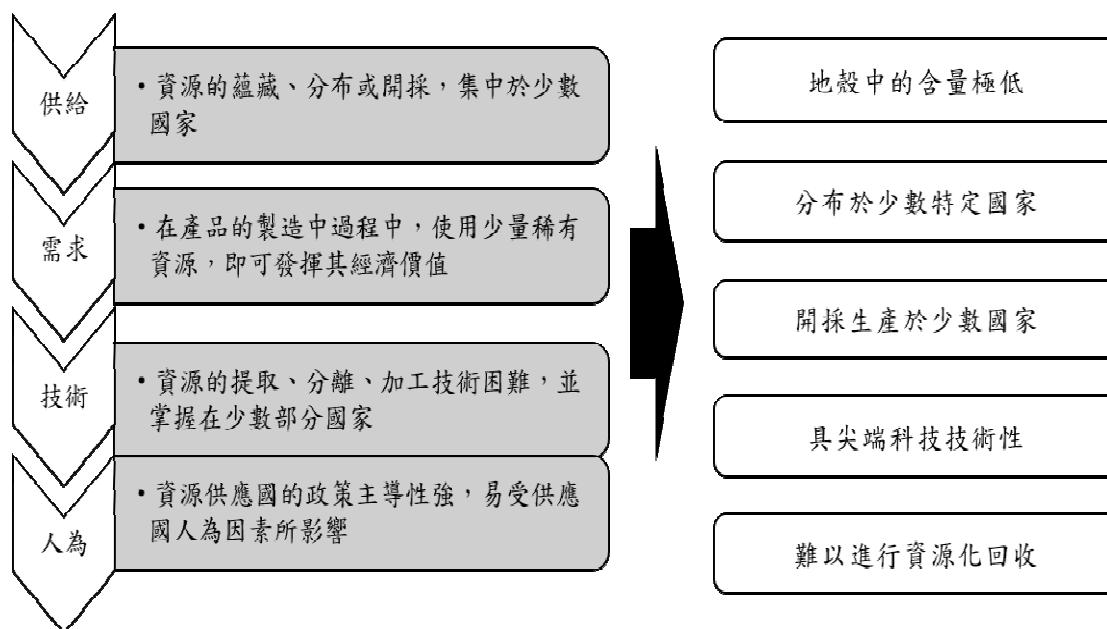 供給
•資源的蘊藏、分布或開採，集中於少數
國家
需求
•在產品的製造中過程中，使用少量稀有
資源，即可發揮其經濟價值
技術
•資源的提取、分離、加工技術困難，並
掌握在少數部分國家
人為
•資源供應國的政策主導性強，易受供應
國人為因素所影響
地殼中的含量極低
分布於少數特定國家
開採生產於少數國家
具尖端科技技術性
難以進行資源化回收